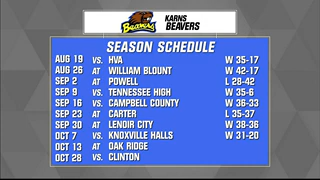 Beavers
KARNS
BEAVERS
SEASON SCHEDULE
AUG 19 VS. HVA W 35-17
AUG 26 AT WILLIAM BLOUNT W 42-17
SEP 2 AT POWELL L 28-42
SEP 9 VS. TENNESSEE HIGH W 35-6
SEP 16 VS. CAMPBELL COUNTY W 36-33
SEP 23 AT CARTER L 35-37
SEP 30 AT LENOIR CITY W 38-36
OCT 7 VS. KNOXVILLE HALLS W 31-20
OCT 13 AT OAK RIDGE
OCT 28 VS. CLINTON